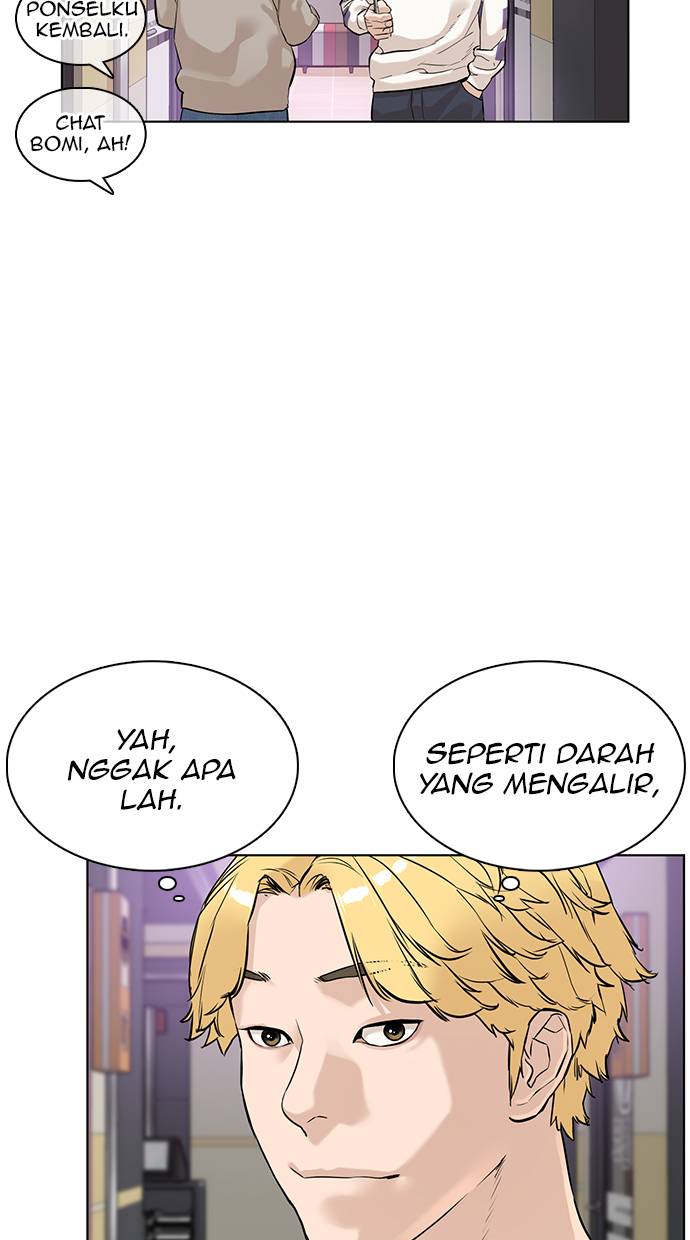 PONSELKU
KEMBALI.
CHAT
BOMI, AH!
YAH,
NGGAK APA
LAH.
SEPERTI DARAH
YANG MENGALIR,